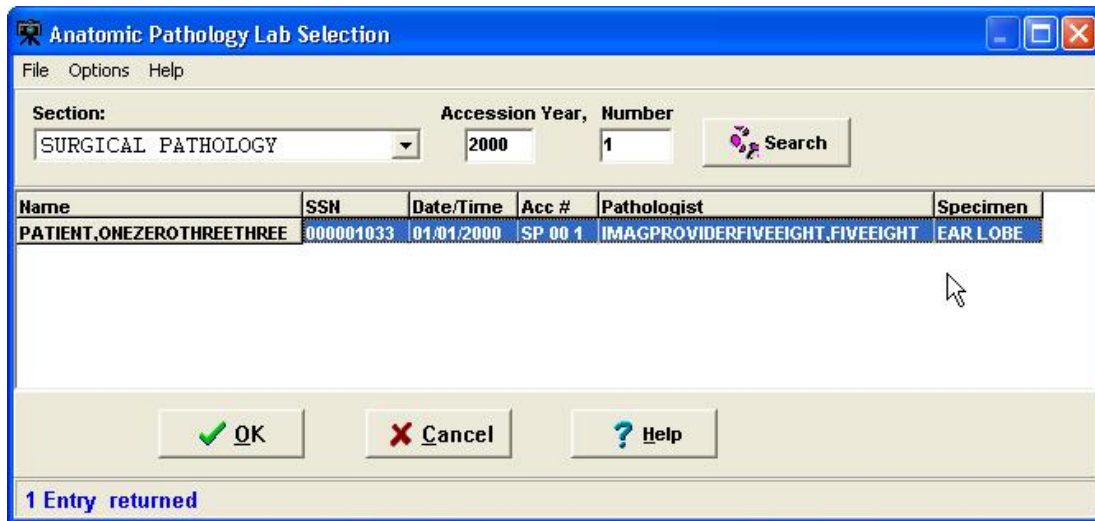 Anatomic Pathology Lab Selection
File Options Help
Section: Accession Year, Number
SURGICAL PATHOLOGY 2000 1 Search
Name SSN Date/Time Acc # Pathologist Specimen
PATIENT,ONEZEROTHREETHREE 000001033 01/01/2000 SP 00 1 IMAGPROVIDERFIVEEIGHT,FIVEEIGHT EAR LOBE
OK Cancel ? Help
1 Entry returned